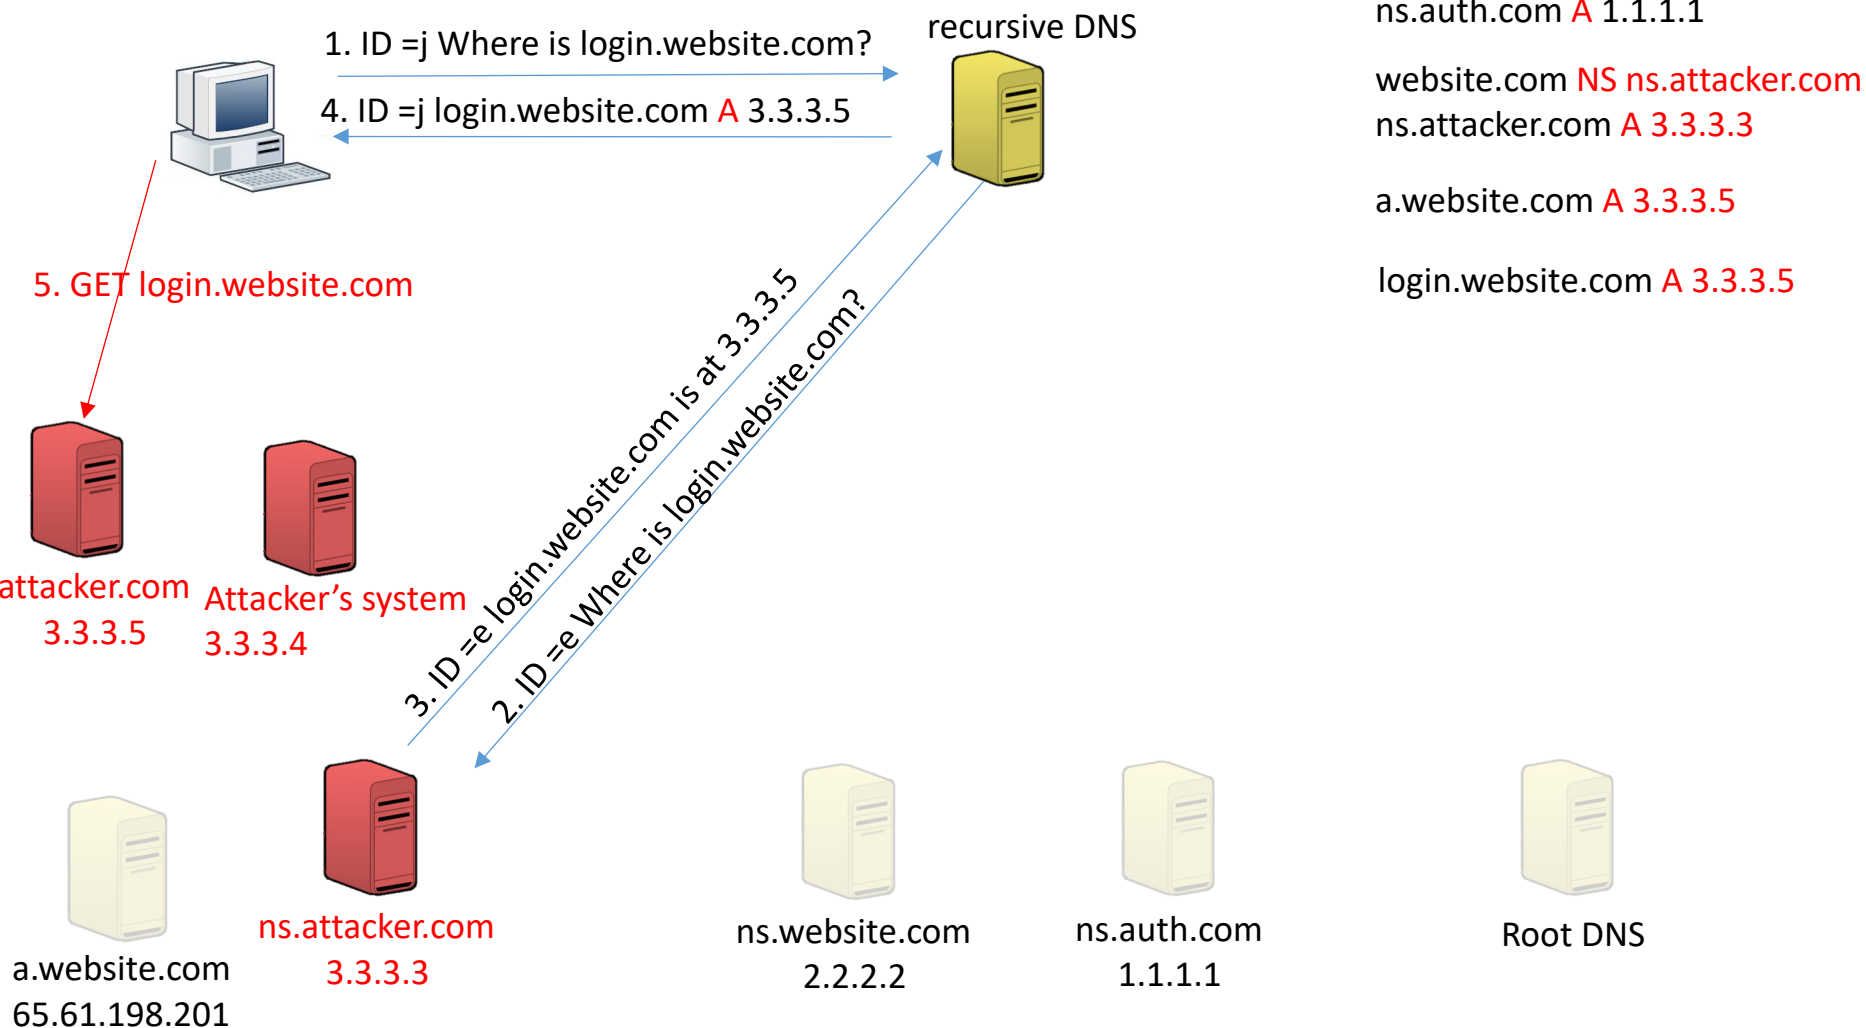 recursive DNS
1. ID =j Where is login.website.com?
4. ID =j login.website.com A 3.3.3.5
ns.auth.com A 1.1.1.1
website.com NS ns.attacker.com
ns.attacker.com A 3.3.3.3
a.website.com A 3.3.3.5
login.website.com A 3.3.3.5
5. GET login.website.com
3. ID =e login.website.com is at 3.3.3.5
2. ID =e Where is login.website.com?
attacker.com
3.3.3.5
Attacker’s system
3.3.3.4
a.website.com
65.61.198.201
ns.attacker.com
3.3.3.3
ns.website.com
2.2.2.2
ns.auth.com
1.1.1.1
Root DNS